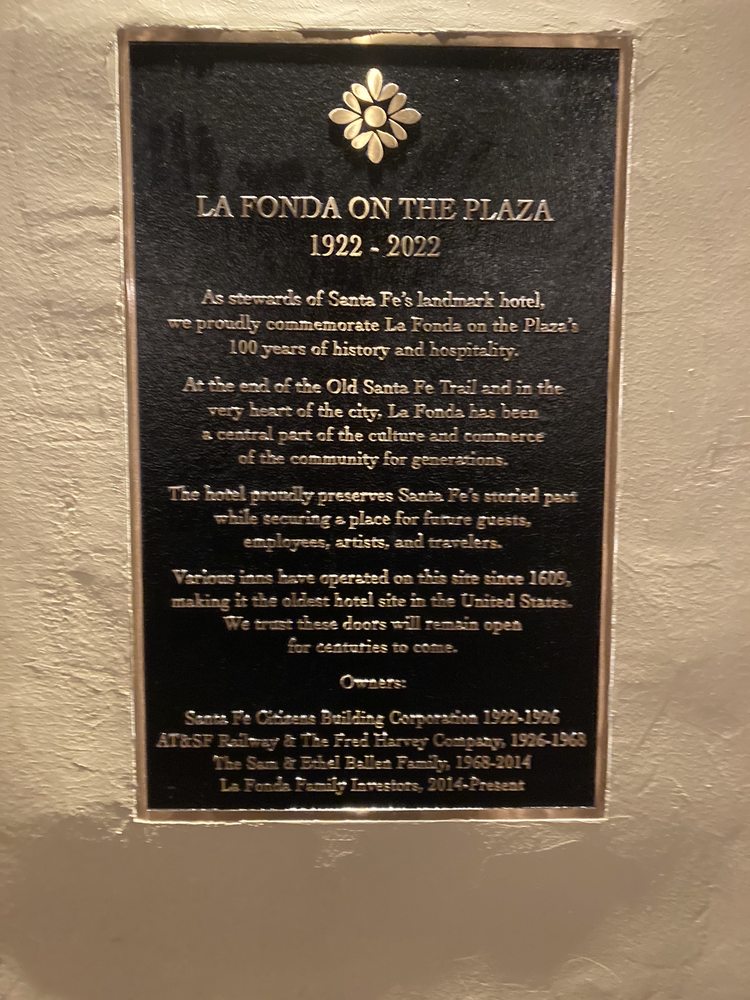 LA FONDA ON THE PLAZA
1922 - 2022
As stewards of Santa Fe's landmark hotel,
we proudly commemorate La Fonda on the Plaza's
100 years of history and hospitality.
At the end of the Old Santa Fe Trail and in the
very heart of the city, La Fonda has been
a central part of the culture and commerce
of the community for generations.
The hotel proudly preserves Santa Fe's storied past
while securing a place for future guests,
employees, artists, and travelers.
Various inns have operated on this site since 1609,
making it the oldest hotel site in the United States.
We trust these doors will remain open
for centuries to come.
Owners:
Santa Fe Citizens Building Corporation 1922-1926
AT&SF Railway & The Fred Harvey Company, 1926-1968
The Sam & Ethel Ballen Family, 1968-2014
La Fonda Family Investors, 2014-Present